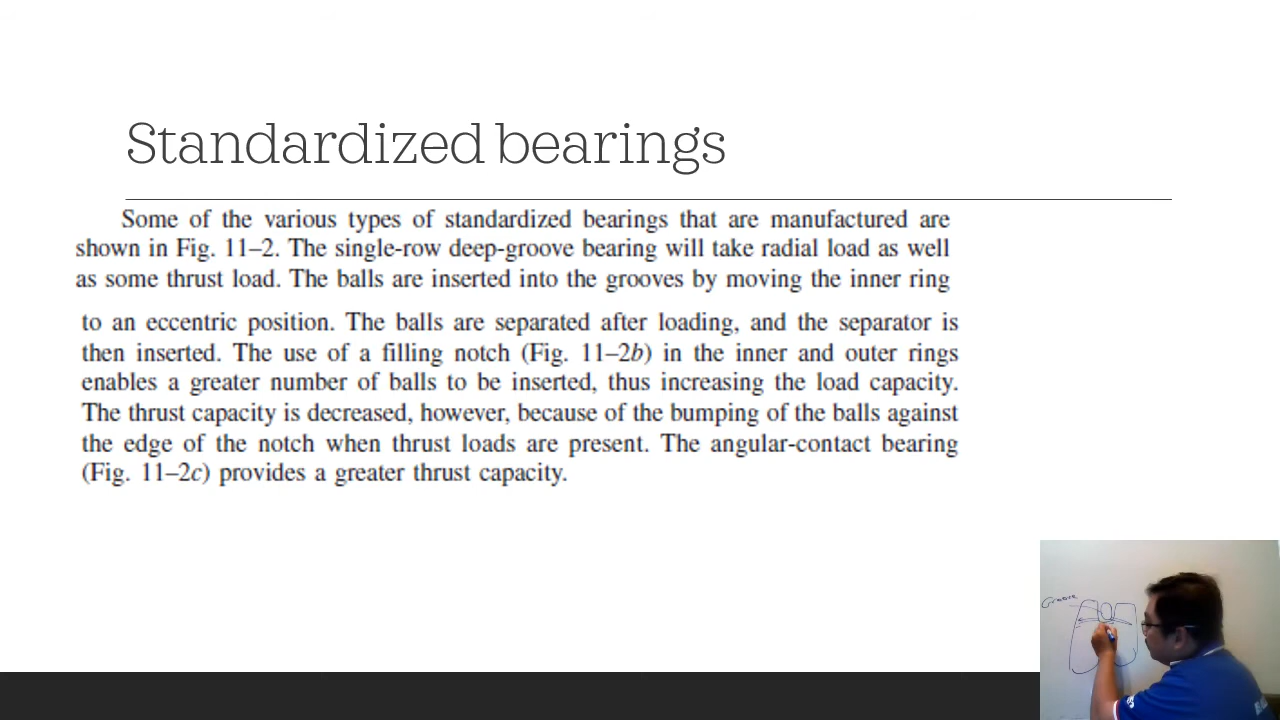 Standardized bearings
Some of the various types of standardized bearings that are manufactured are
shown in Fig. 11–2. The single-row deep-groove bearing will take radial load as well
as some thrust load. The balls are inserted into the grooves by moving the inner ring
to an eccentric position. The balls are separated after loading, and the separator is
then inserted. The use of a filling notch (Fig. 11–2b) in the inner and outer rings
enables a greater number of balls to be inserted, thus increasing the load capacity.
The thrust capacity is decreased, however, because of the bumping of the balls against
the edge of the notch when thrust loads are present. The angular-contact bearing
(Fig. 11–2c) provides a greater thrust capacity.
Groove